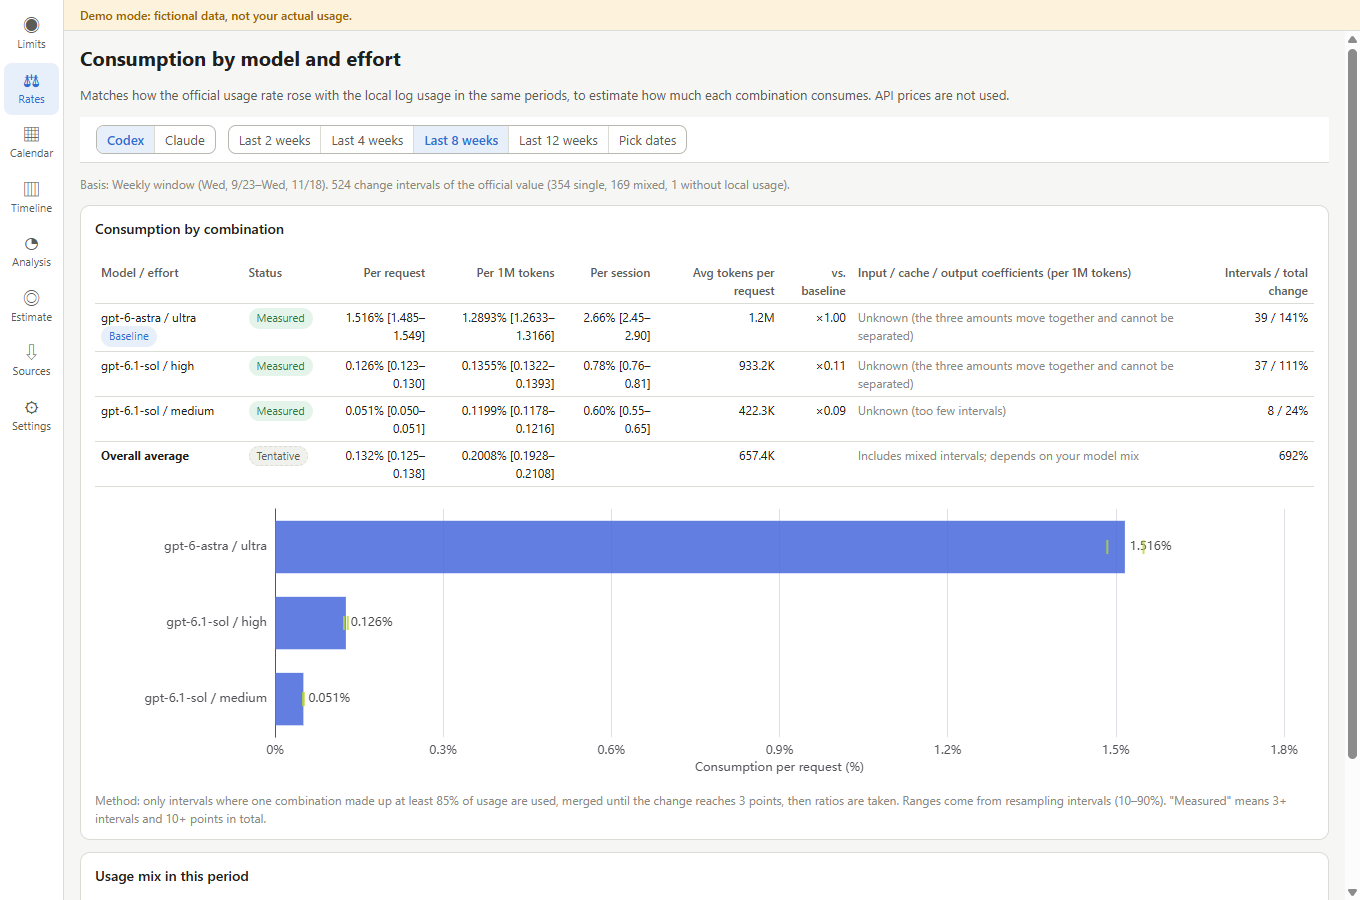 Demo mode: fictional data, not your actual usage.
Limits
Rates
Calendar
Timeline
Analysis
Estimate
Sources
Settings
Consumption by model and effort
Matches how the official usage rate rose with the local log usage in the same periods, to estimate how much each combination consumes. API prices are not used.
Codex Claude Last 2 weeks Last 4 weeks Last 8 weeks Last 12 weeks Pick dates
Basis: Weekly window (Wed, 9/23–Wed, 11/18). 524 change intervals of the official value (354 single, 169 mixed, 1 without local usage).
Consumption by combination
Model / effort Status Per request Per 1M tokens Per session Avg tokens per request vs. baseline Input / cache / output coefficients (per 1M tokens) Intervals / total change
gpt-6-astra / ultra Measured 1.516% [1.485– 1.2893% [1.2633– 2.66% [2.45– 1.2M ×1.00 Unknown (the three amounts move together and cannot be 39 / 141%
Baseline 1.549] 1.3166] 2.90] separated)
gpt-6.1-sol / high Measured 0.126% [0.123– 0.1355% [0.1322– 0.78% [0.76– 933.2K ×0.11 Unknown (the three amounts move together and cannot be 37 / 111%
0.130] 0.1393] 0.81] separated)
gpt-6.1-sol / medium Measured 0.051% [0.050– 0.1199% [0.1178– 0.60% [0.55– 422.3K ×0.09 Unknown (too few intervals) 8 / 24%
0.051] 0.1216] 0.65]
Overall average Tentative 0.132% [0.125– 0.2008% [0.1928– 657.4K Includes mixed intervals; depends on your model mix 692%
0.138] 0.2108]
gpt-6-astra / ultra 1.516%
gpt-6.1-sol / high 0.126%
gpt-6.1-sol / medium 0.051%
0% 0.3% 0.6% 0.9% 1.2% 1.5% 1.8%
Consumption per request (%)
Method: only intervals where one combination made up at least 85% of usage are used, merged until the change reaches 3 points, then ratios are taken. Ranges come from resampling intervals (10–90%). "Measured" means 3+
intervals and 10+ points in total.
Usage mix in this period